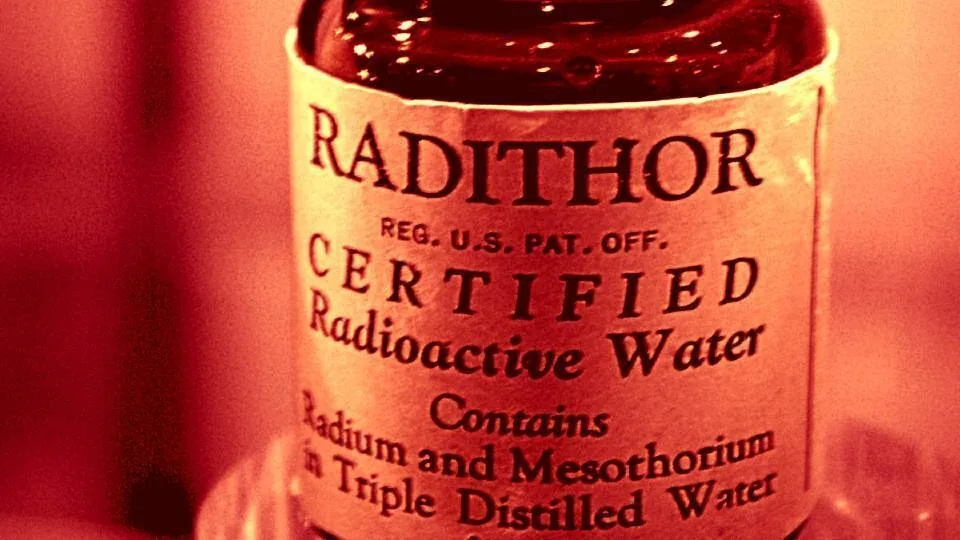 RADITHOR
REG. U.S. PAT. OFF.
CERTIFIED
Radioactive Water
Contains
Radium and Mesothorium
in Triple Distilled Water